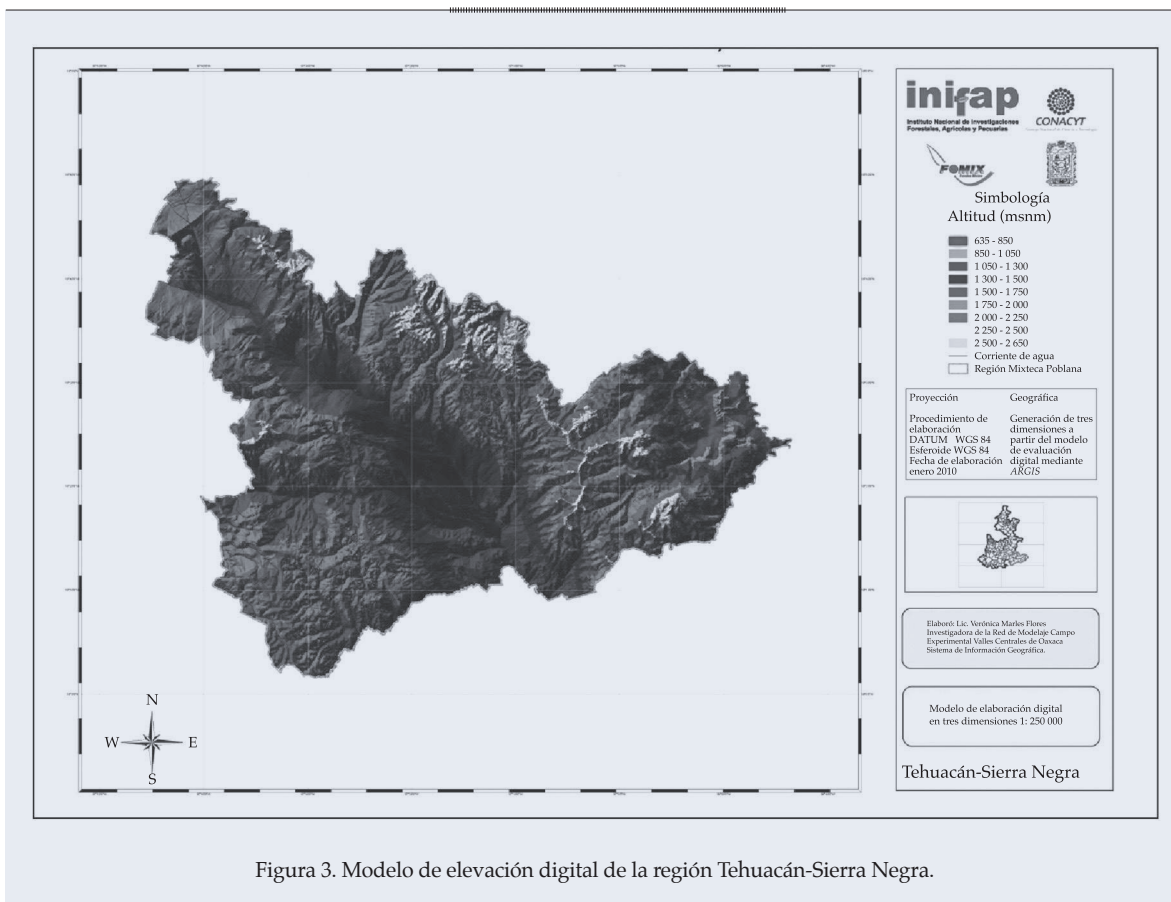 inifap
Instituto Nacional de Investigaciones
Forestales, Agrícolas y Pecuarias
CONACYT
FOMIX
Simbología
Altitud (msnm)
635 - 850
850 - 1 050
1 050 - 1 300
1 300 - 1 500
1 500 - 1 750
1 750 - 2 000
2 000 - 2 250
2 250 - 2 500
2 500 - 2 650
Corriente de agua
Región Mixteca Poblana
Proyección Geográfica
Procedimiento de
elaboración
DATUM WGS 84
Esferoide WGS 84
Fecha de elaboración
enero 2010
Generación de tres
dimensiones a
partir del modelo
de evaluación
digital mediante
ARGIS
Elaboró: Lic. Verónica Marles Flores
Investigadora de la Red de Modelaje Campo
Experimental Valles Centrales de Oaxaca
Sistema de Información Geográfica.
Modelo de elaboración digital
en tres dimensiones 1: 250 000
Tehuacán-Sierra Negra
N
W E
S
Figura 3. Modelo de elevación digital de la región Tehuacán-Sierra Negra.